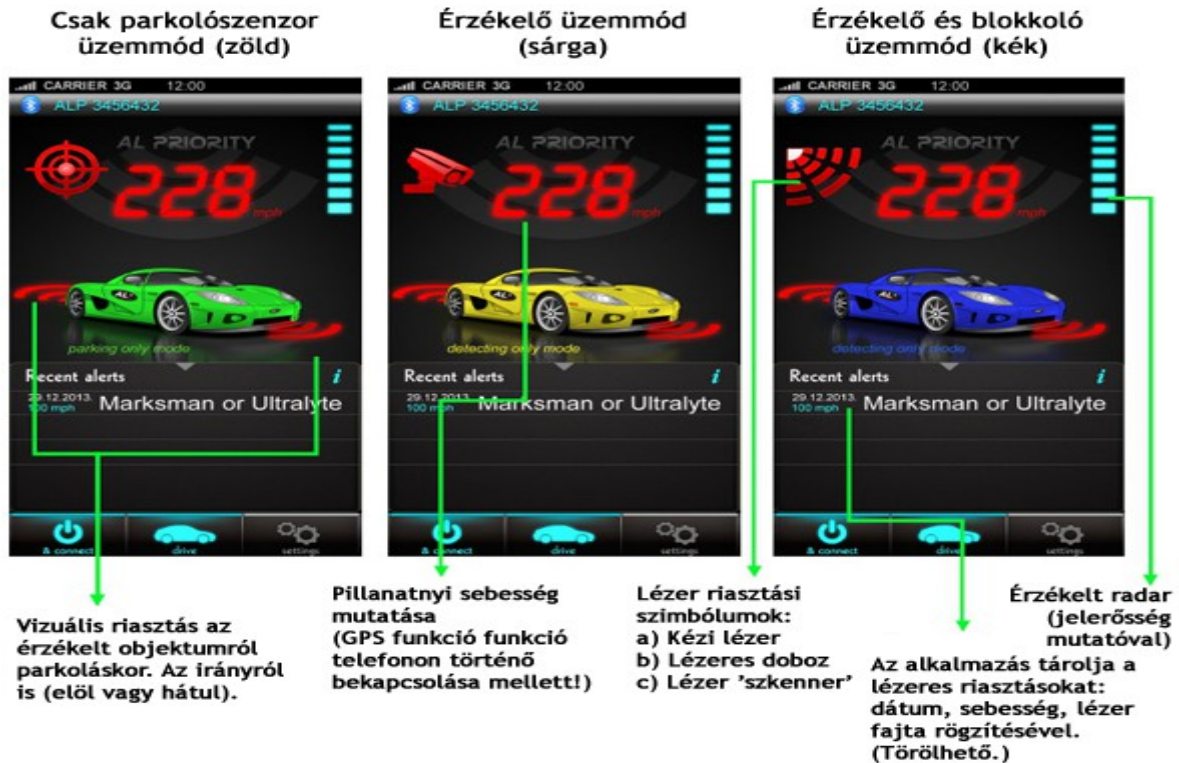 Csak parkolószenzor
üzemmód (zöld)
Érzékelő üzemmód
(sárga)
Érzékelő és blokkoló
üzemmód (kék)
CARRIER 3G 12:00
ALP 3456432
AL PRIORITY
228 mph
AL
parking only mode
Recent alerts i
29.12.2013.
100 mph
Marksman or Ultralyte
& connect
drive
settings
CARRIER 3G 12:00
ALP 3456432
AL PRIORITY
228 mph
AL
detecting only mode
Recent alerts i
29.12.2013.
100 mph
Marksman or Ultralyte
& connect
drive
settings
CARRIER 3G 12:00
ALP 3456432
AL PRIORITY
228 mph
AL
detecting only mode
Recent alerts i
29.12.2013.
100 mph
Marksman or Ultralyte
& connect
drive
settings
Vizuális riasztás az
érzékelt objektumról
parkoláskor. Az irányról
is (elöl vagy hátul).
Pillanatnyi sebesség
mutatása
(GPS funkció funkció
telefonon történő
bekapcsolása mellett!)
Lézer riasztási
szimbólumok:
a) Kézi lézer
b) Lézeres doboz
c) Lézer ’szkenner’
Érzékelt radar
(jelerősség
mutatóval)
Az alkalmazás tárolja a
lézeres riasztásokat:
dátum, sebesség, lézer
fajta rögzítésével.
(Törölhető.)